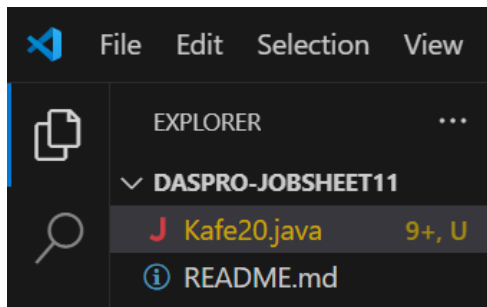 File Edit Selection View
EXPLORER ...
DASPRO-JOBSHEET11
J Kafe20.java 9+, U
README.md